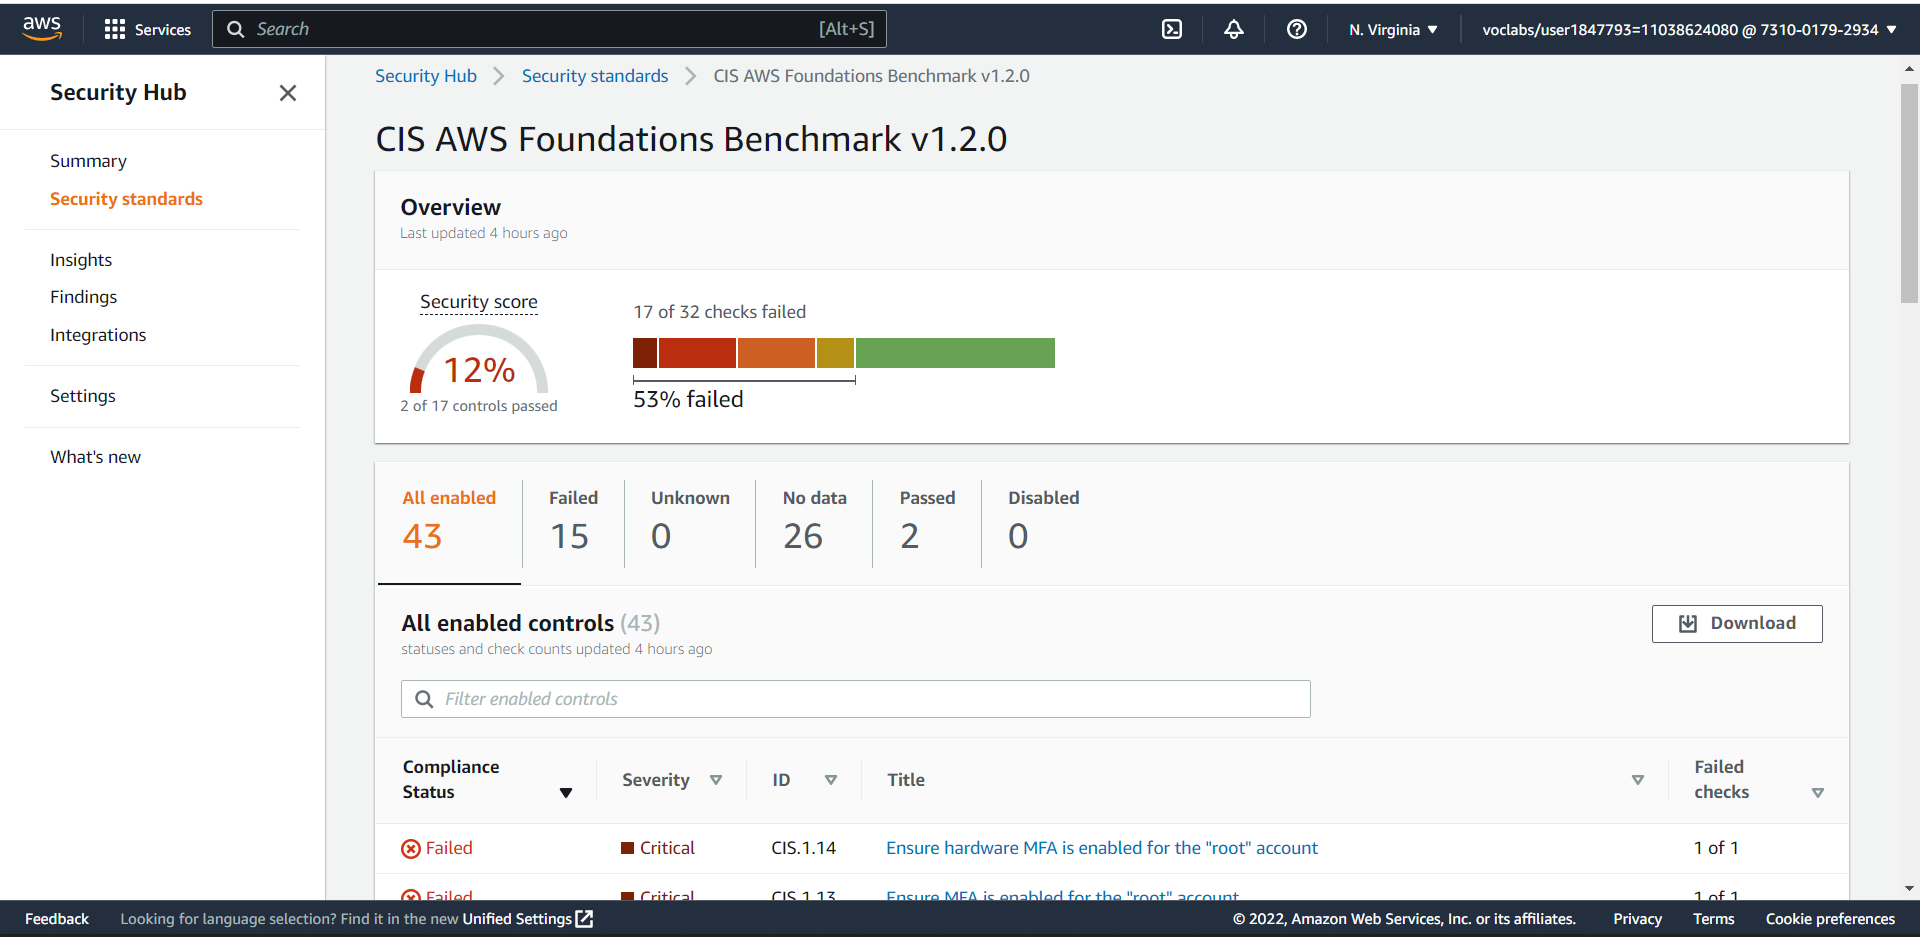 aws
Services
Search
[Alt+S]
N. Virginia
voclabs/user1847793=11038624080 @ 7310-0179-2934
Security Hub
Summary
Security standards
Insights
Findings
Integrations
Settings
What's new
Security Hub
Security standards
CIS AWS Foundations Benchmark v1.2.0
CIS AWS Foundations Benchmark v1.2.0
Overview
Last updated 4 hours ago
Security score
12%
2 of 17 controls passed
17 of 32 checks failed
53% failed
All enabled
43
Failed
15
Unknown
0
No data
26
Passed
2
Disabled
0
All enabled controls (43)
statuses and check counts updated 4 hours ago
Download
Filter enabled controls
Compliance
Status
Severity
ID
Title
Failed
checks
Failed
Critical
CIS.1.14
Ensure hardware MFA is enabled for the "root" account
1 of 1
Failed
Critical
CIS.1.13
Ensure MFA is enabled for the "root" account
1 of 1
Feedback
Looking for language selection? Find it in the new Unified Settings
© 2022, Amazon Web Services, Inc. or its affiliates.
Privacy
Terms
Cookie preferences